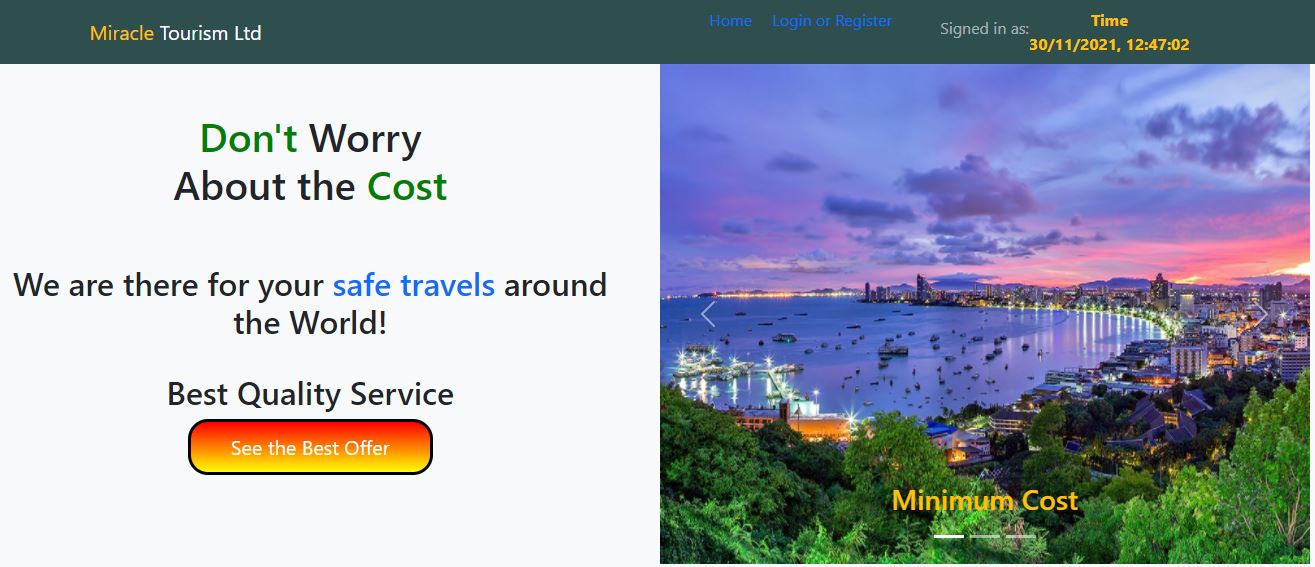 Miracle Tourism Ltd
Home Login or Register Signed in as: Time
30/11/2021, 12:47:02
Don't Worry
About the Cost
We are there for your safe travels around
the World!
Best Quality Service
See the Best Offer
Minimum Cost